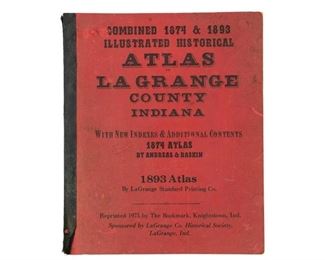 COMBINED 1874 & 1893
ILLUSTRATED HISTORICAL
ATLAS
LAGRANGE
COUNTY
INDIANA
WITH NEW INDEXES & ADDITIONAL CONTENTS
1874 ATLAS
BY ANDREAS & BASKIN
1893 Atlas
By LaGrange Standard Printing Co.
Reprinted 1975 by The Bookmark, Knightstown, Ind.
Sponsored by LaGrange Co. Historical Society,
LaGrange, Ind.